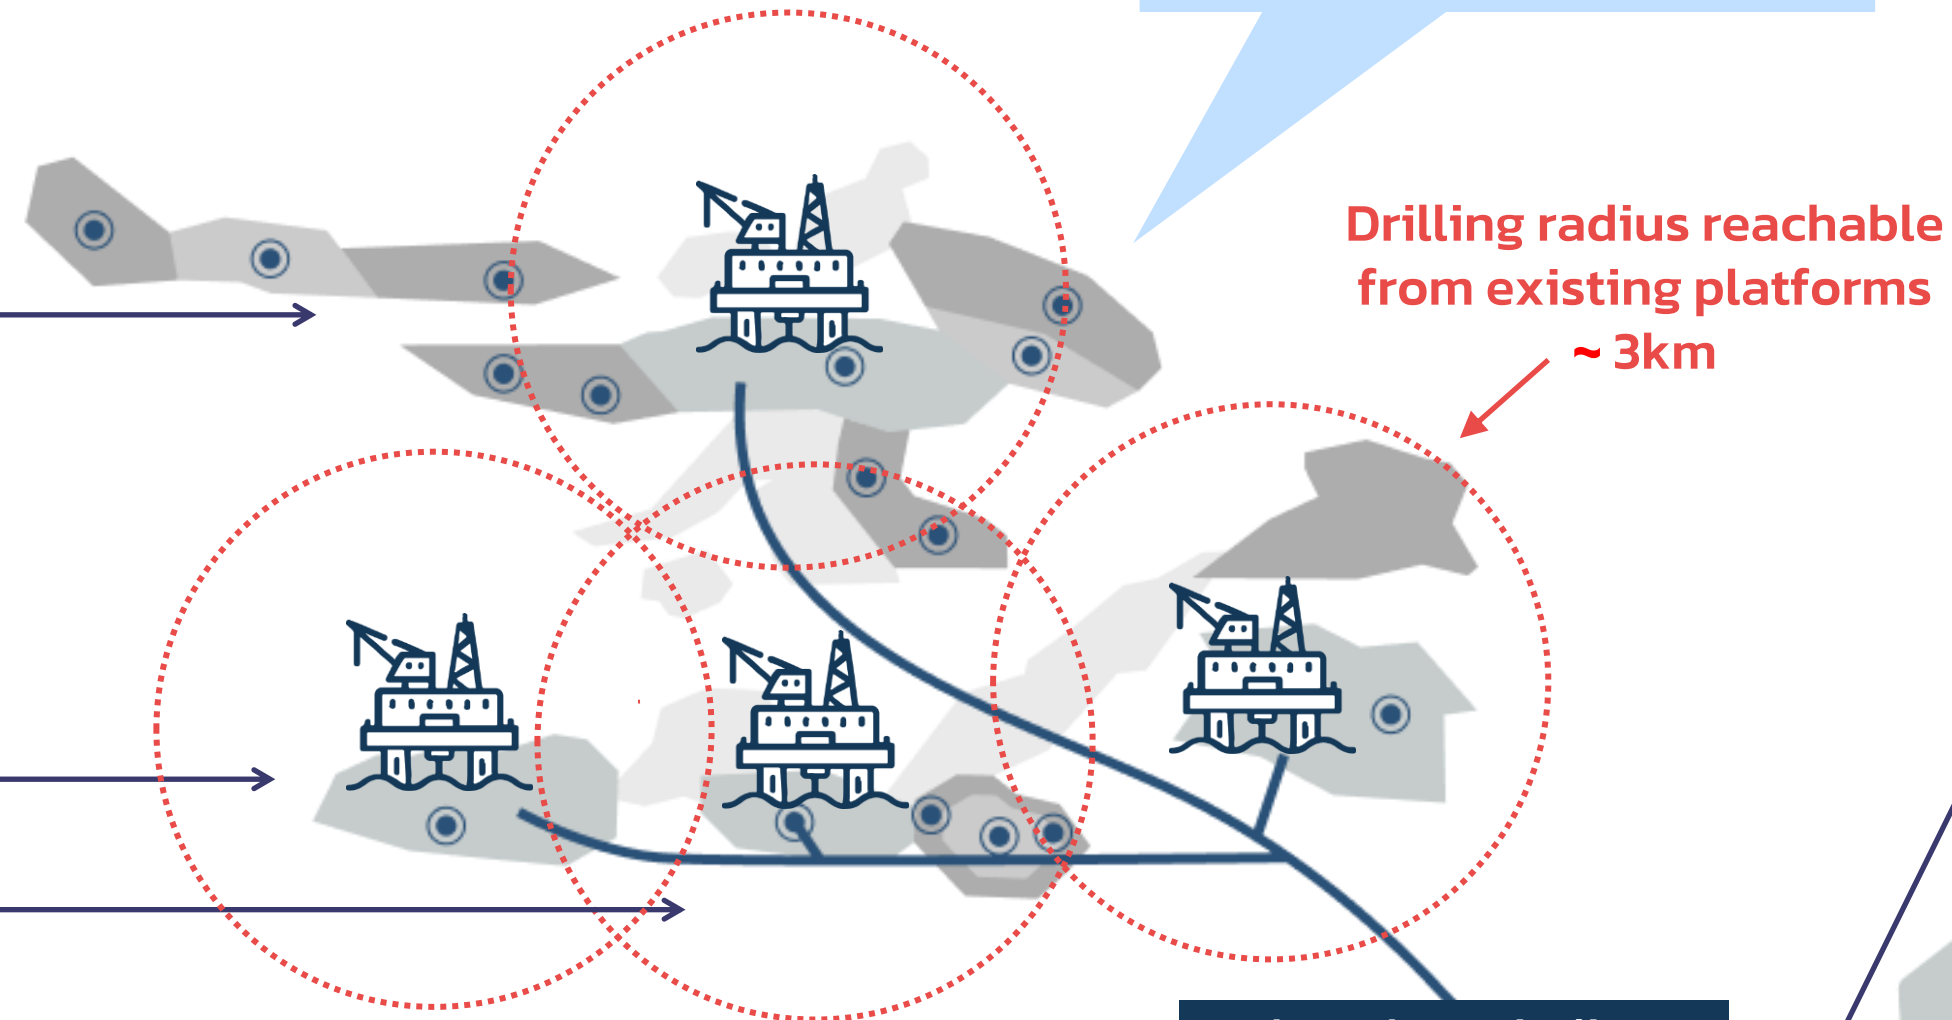 Drilling radius reachable
from existing platforms
~ 3km